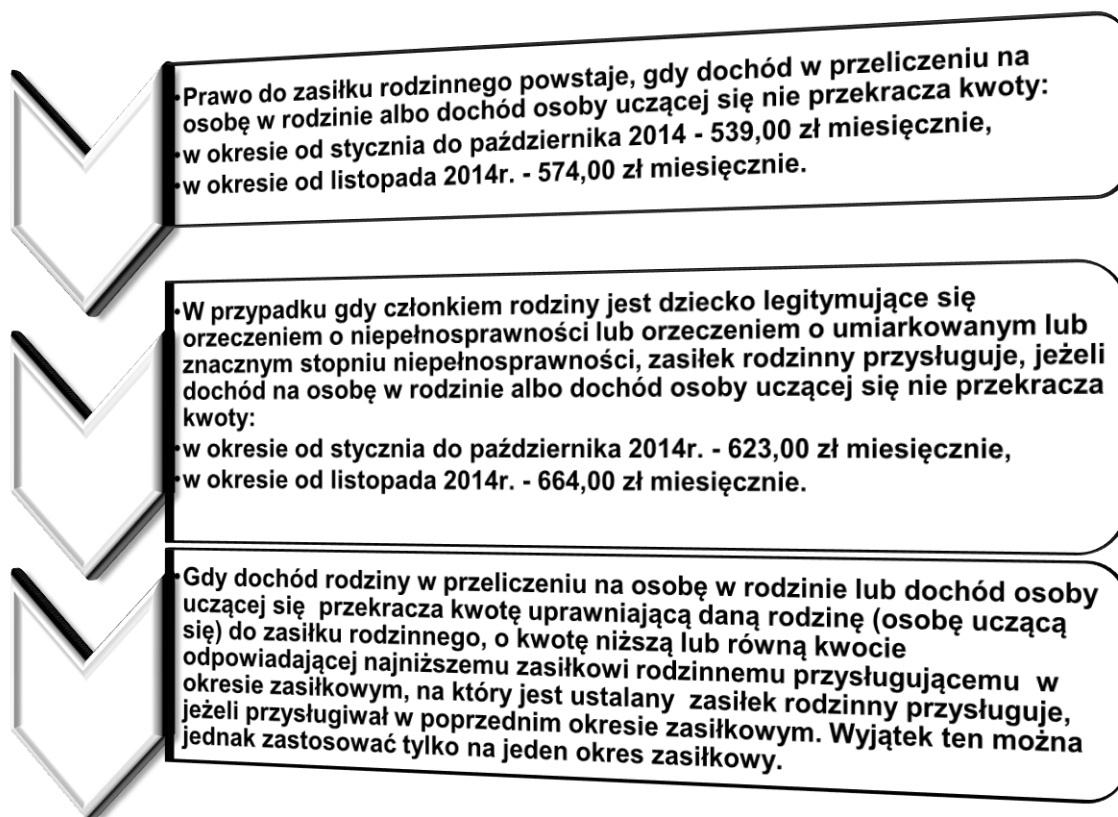 •Prawo do zasiłku rodzinnego powstaje, gdy dochód w przeliczeniu na
osobę w rodzinie albo dochód osoby uczącej się nie przekracza kwoty:
•w okresie od stycznia do października 2014 - 539,00 zł miesięcznie,
•w okresie od listopada 2014r. - 574,00 zł miesięcznie.
•W przypadku gdy członkiem rodziny jest dziecko legitymujące się
orzeczeniem o niepełnosprawności lub orzeczeniem o umiarkowanym lub
znacznym stopniu niepełnosprawności, zasiłek rodzinny przysługuje, jeżeli
dochód na osobę w rodzinie albo dochód osoby uczącej się nie przekracza
kwoty:
•w okresie od stycznia do października 2014r. - 623,00 zł miesięcznie,
•w okresie od listopada 2014r. - 664,00 zł miesięcznie.
•Gdy dochód rodziny w przeliczeniu na osobę w rodzinie lub dochód osoby
uczącej się przekracza kwotę uprawniającą daną rodzinę (osobę uczącą
się) do zasiłku rodzinnego, o kwotę niższą lub równą kwocie
odpowiadającej najniższemu zasiłkowi rodzinnemu przysługującemu w
okresie zasiłkowym, na który jest ustalany zasiłek rodzinny przysługuje,
jeżeli przysługiwał w poprzednim okresie zasiłkowym. Wyjątek ten można
jednak zastosować tylko na jeden okres zasiłkowy.